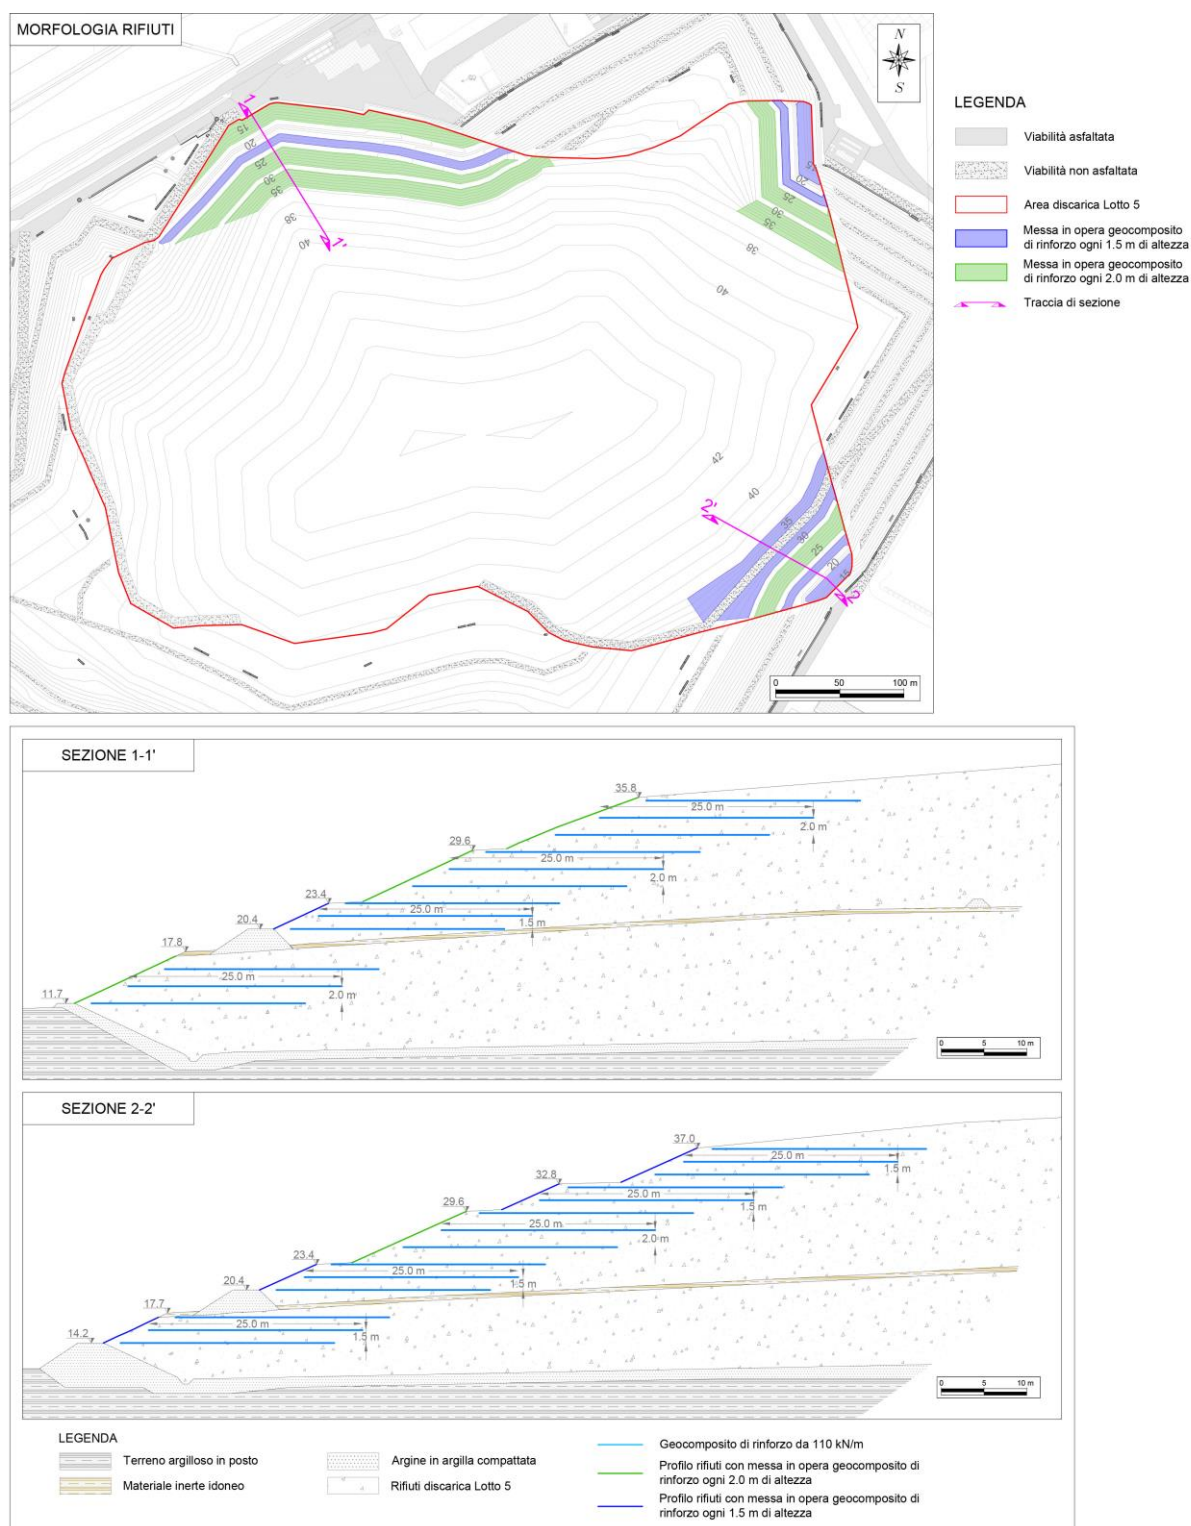 MORFOLOGIA RIFIUTI
N
S
1
15
20
25
30
35
38
40
1'
15
20
25
30
35
38
40
42
40
2'
35
30
25
20
15
2
0 50 100 m
LEGENDA
Viabilità asfaltata
Viabilità non asfaltata
Area discarica Lotto 5
Messa in opera geocomposito
di rinforzo ogni 1.5 m di altezza
Messa in opera geocomposito
di rinforzo ogni 2.0 m di altezza
Traccia di sezione
SEZIONE 1-1'
35.8
25.0 m
2.0 m
29.6
25.0 m
2.0 m
23.4
25.0 m
1.5 m
20.4
17.8
25.0 m
2.0 m
11.7
0 5 10 m
SEZIONE 2-2'
37.0
25.0 m
1.5 m
32.8
25.0 m
1.5 m
29.6
25.0 m
2.0 m
23.4
25.0 m
1.5 m
20.4
17.7
25.0 m
1.5 m
14.2
0 5 10 m
LEGENDA
Terreno argilloso in posto
Materiale inerte idoneo
Argine in argilla compattata
Rifiuti discarica Lotto 5
Geocomposito di rinforzo da 110 kN/m
Profilo rifiuti con messa in opera geocomposito di
rinforzo ogni 2.0 m di altezza
Profilo rifiuti con messa in opera geocomposito di
rinforzo ogni 1.5 m di altezza